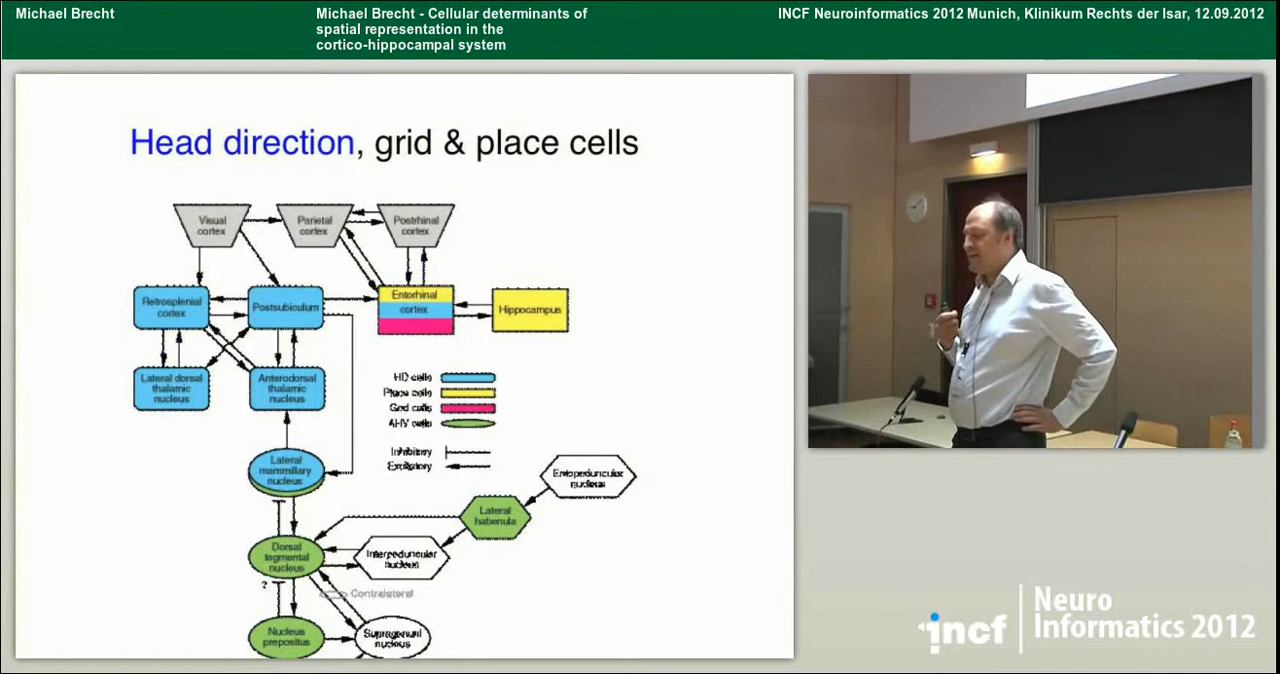 Michael Brecht
Michael Brecht - Cellular determinants of
spatial representation in the
cortico-hippocampal system
INCF Neuroinformatics 2012 Munich, Klinikum Rechts der Isar, 12.09.2012
Head direction, grid & place cells
Visual
cortex
Parietal
cortex
Postrhinal
cortex
Retrosplenial
cortex
Postsubiculum
Entorhinal
cortex
Hippocampus
Lateral dorsal
thalamic
nucleus
Anterodorsal
thalamic
nucleus
HD cells
Place cells
Grid cells
AHV cells
Inhibitory
Excitatory
Lateral
mammillary
nucleus
Entopeduncular
nucleus
Lateral
habenula
Dorsal
tegmental
nucleus
Interpeduncular
nucleus
?
Contralateral
Nucleus
prepositus
Supragenual
nucleus
incf
Neuro
Informatics 2012